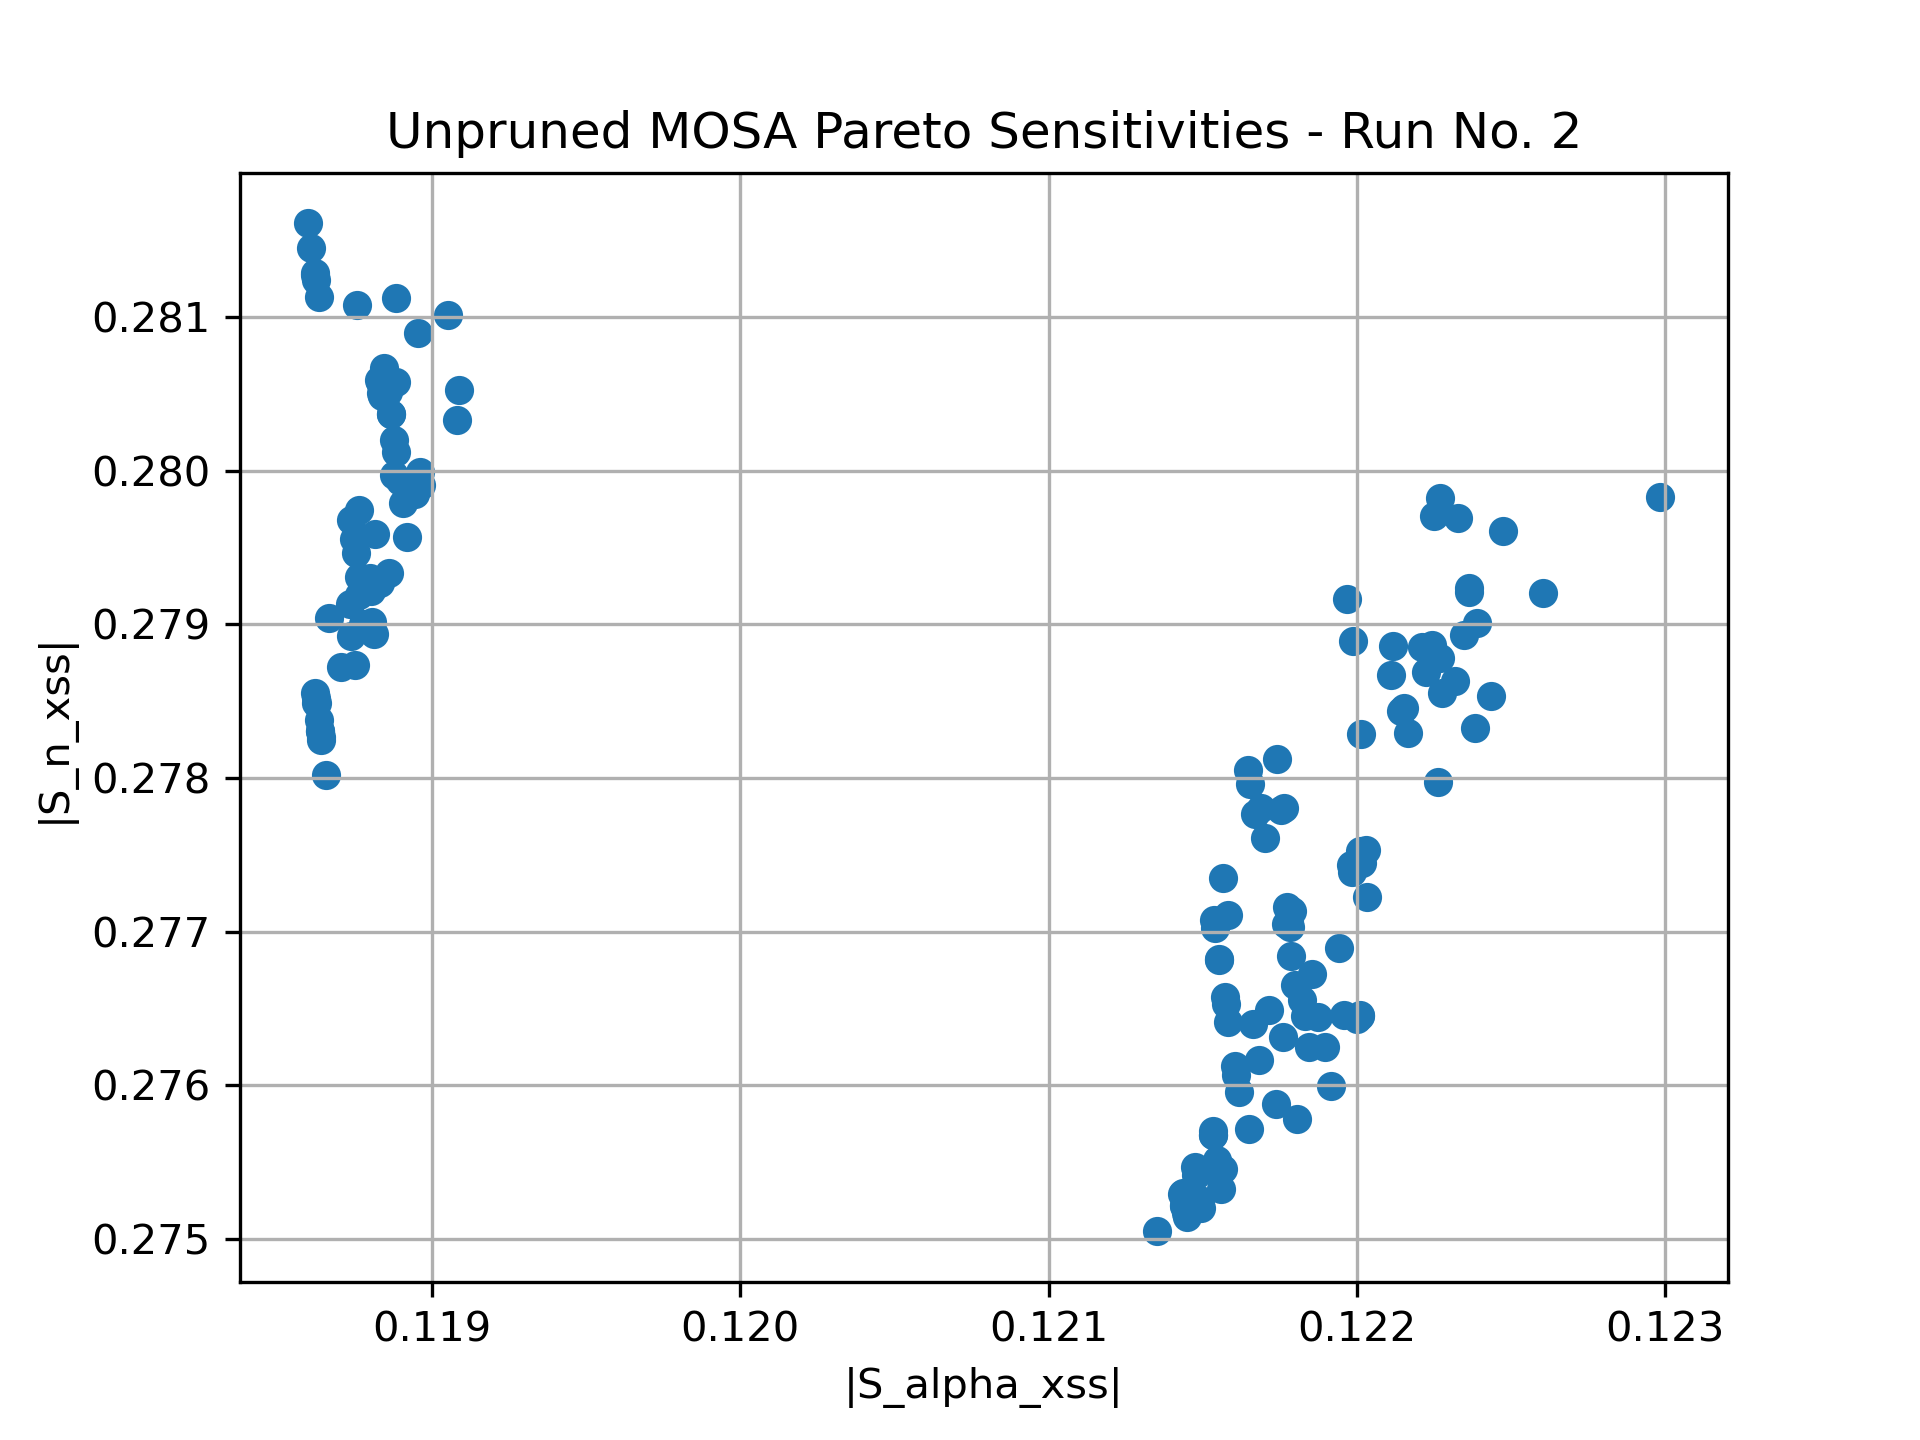 Unpruned MOSA Pareto Sensitivities - Run No. 2
0.281
0.280
0.279
0.278
0.277
0.276
0.275
|S_n_xss|
0.119 0.120 0.121 0.122 0.123
|S_alpha_xss|